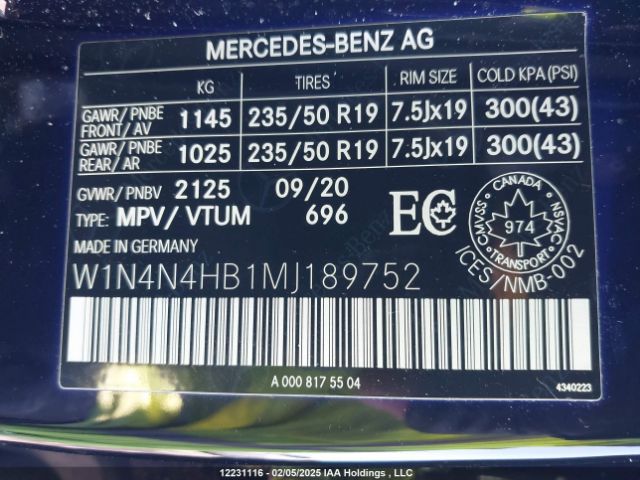 MERCEDES-BENZ AG
KG TIRES RIM SIZE COLD KPA(PSI)
GAWR/PNBE FRONT/AV 1145 235/50 R19 7.5Jx19 300(43)
GAWR/PNBE REAR/AR 1025 235/50 R19 7.5Jx19 300(43)
GVWR/PNBV 2125 09/20
TYPE: MPV/VTUM 696
EC
CANADA
CMVSS 974 NSVAC
TRANSPORT
ICES/NMB-002
MADE IN GERMANY
W1N4N4HB1MJ189752
A 000 817 55 04
4340223
12231116 - 02/05/2025 IAA Holdings , LLC